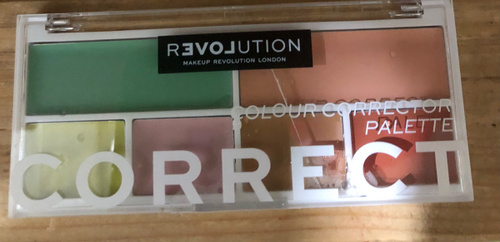 REVOLUTION
MAKEUP REVOLUTION LONDON
COLOUR CORRECTOR
PALETTE
CORRECT